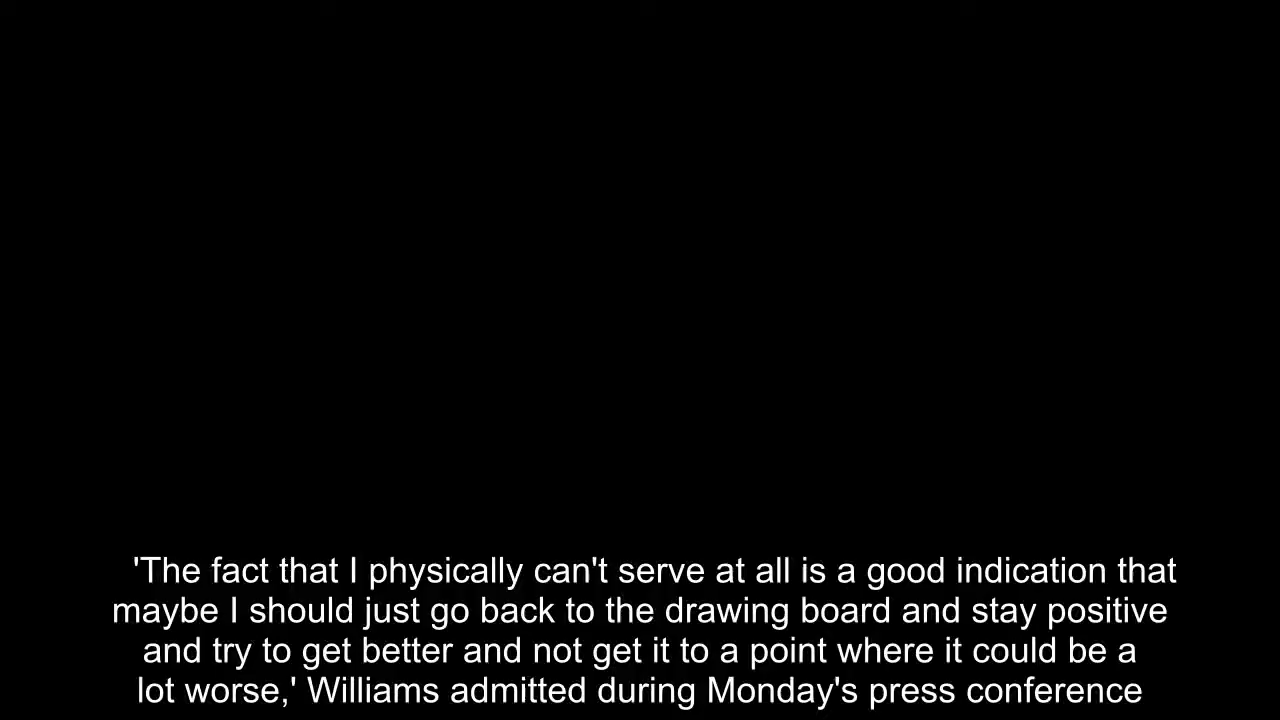 'The fact that I physically can't serve at all is a good indication that
maybe I should just go back to the drawing board and stay positive
and try to get better and not get it to a point where it could be a
lot worse,' Williams admitted during Monday's press conference